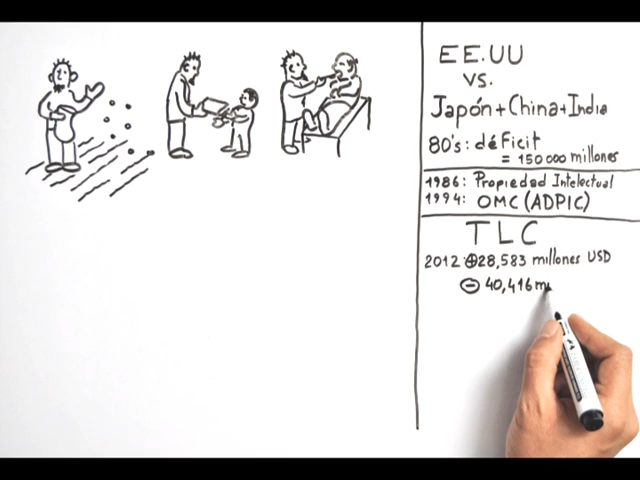 EE.UU
vs.
Japón+China+India
80's: déficit
= 150 000 millones
1986: Propiedad Intelectual
1994: OMC (ADPIC)
TLC
2012: ⊕28,583 millones USD
⊖ 40,416 m